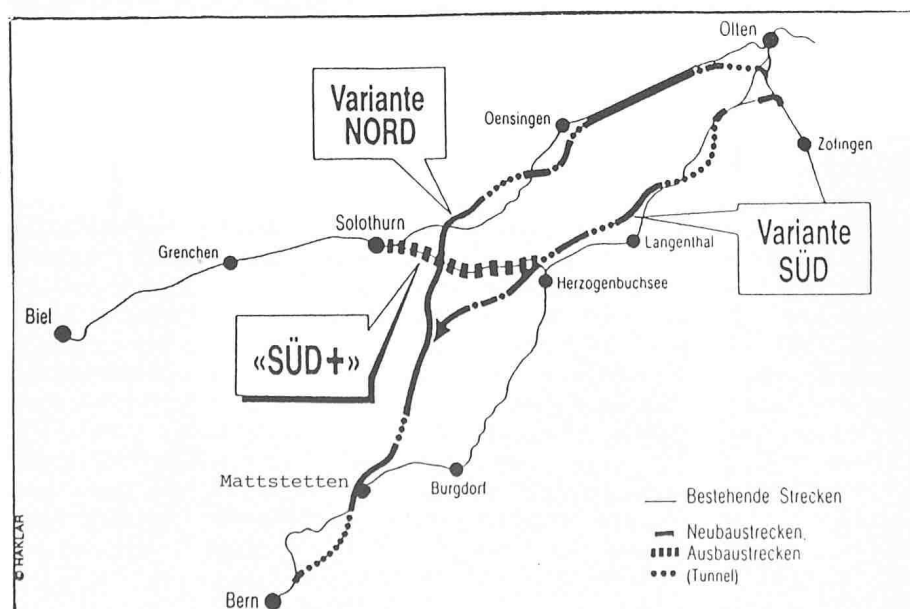 Olten
Variante
NORD
Oensingen
Zofingen
Solothurn
Grenchen
Langenthal
Variante
SÜD
Biel
Herzogenbuchsee
«SÜD+»
Mattstetten
Burgdorf
Bern
Bestehende Strecken
Neubaustrecken,
Ausbaustrecken
(Tunnel)
© HAKLAR